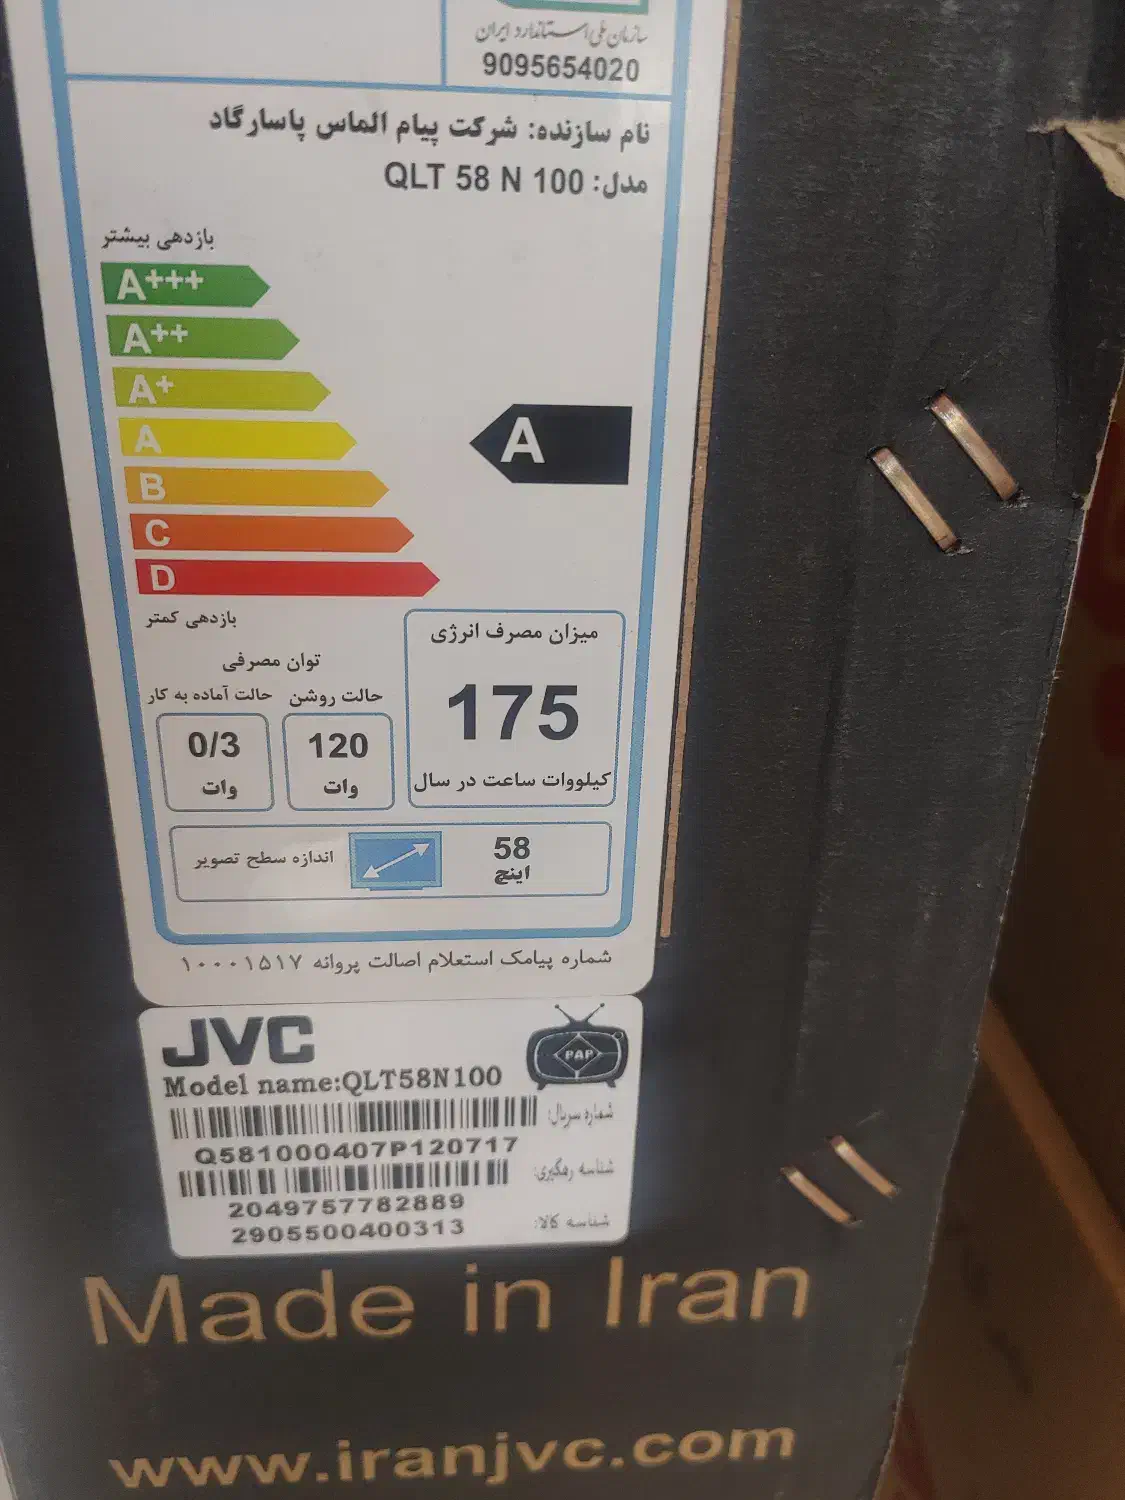 سازمان ملی استاندارد ایران
9095654020
نام سازنده: شرکت پیام الماس پاسارگاد
مدل: QLT 58 N 100
بازدهی بیشتر
A+++
A++
A+
A
A
B
C
D
بازدهی کمتر
میزان مصرف انرژی
175
کیلووات ساعت در سال
توان مصرفی
حالت روشن
120
وات
حالت آماده به کار
0/3
وات
58
اینچ
اندازه سطح تصویر
شماره پیامک استعلام اصالت پروانه ۱۰۰۰۱۵۱۷
JVC
PAP
Model name:QLT58N100
شماره سریال:
Q581000407P120717
شناسه رهگیری:
2049757782889
شناسه کالا:
2905500400313
Made in Iran
www.iranjvc.com